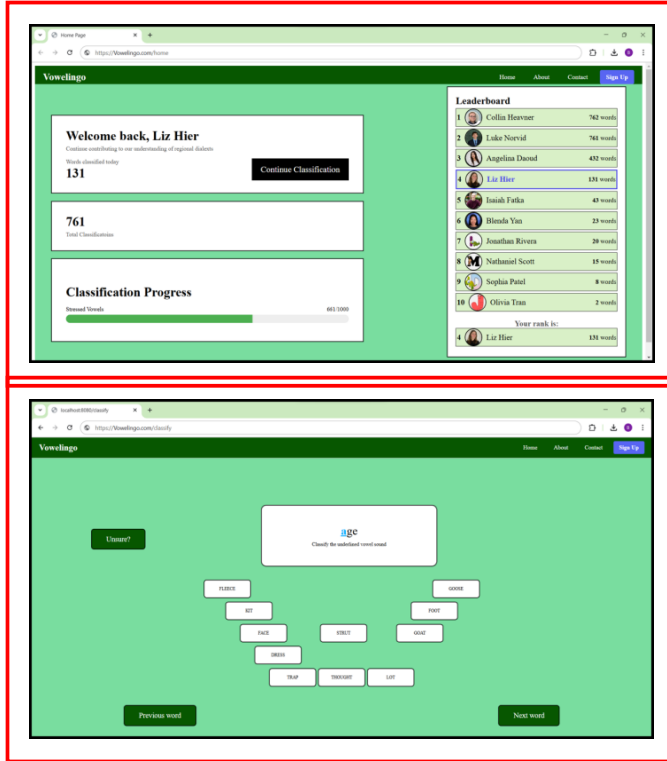 Home Page
https://Vowelingo.com/home
Vowelingo
Home About Contact Sign Up
Welcome back, Liz Hier
Continue contributing to our understanding of regional dialects
Words classified today
131
Continue Classification
761
Total Classifications
Classification Progress
Stressed Vowels 661/1000
Leaderboard
1 Collin Heavner 762 words
2 Luke Norvid 761 words
3 Angelina Daoud 432 words
4 Liz Hier 131 words
5 Isaiah Fatka 43 words
6 Blenda Yan 23 words
7 Jonathan Rivera 20 words
8 Nathaniel Scott 15 words
9 Sophia Patel 8 words
10 Olivia Tran 2 words
Your rank is:
4 Liz Hier 131 words
localhost:8080/classify
https://Vowelingo.com/classify
Vowelingo
Home About Contact Sign Up
age
Classify the underlined vowel sound
Unsure?
FLEECE GOOSE
KIT FOOT
FACE STRUT GOAT
DRESS
TRAP THOUGHT LOT
Previous word Next word